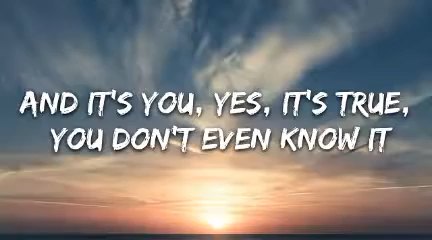 AND IT'S YOU, YES, IT'S TRUE,
YOU DON'T EVEN KNOW IT